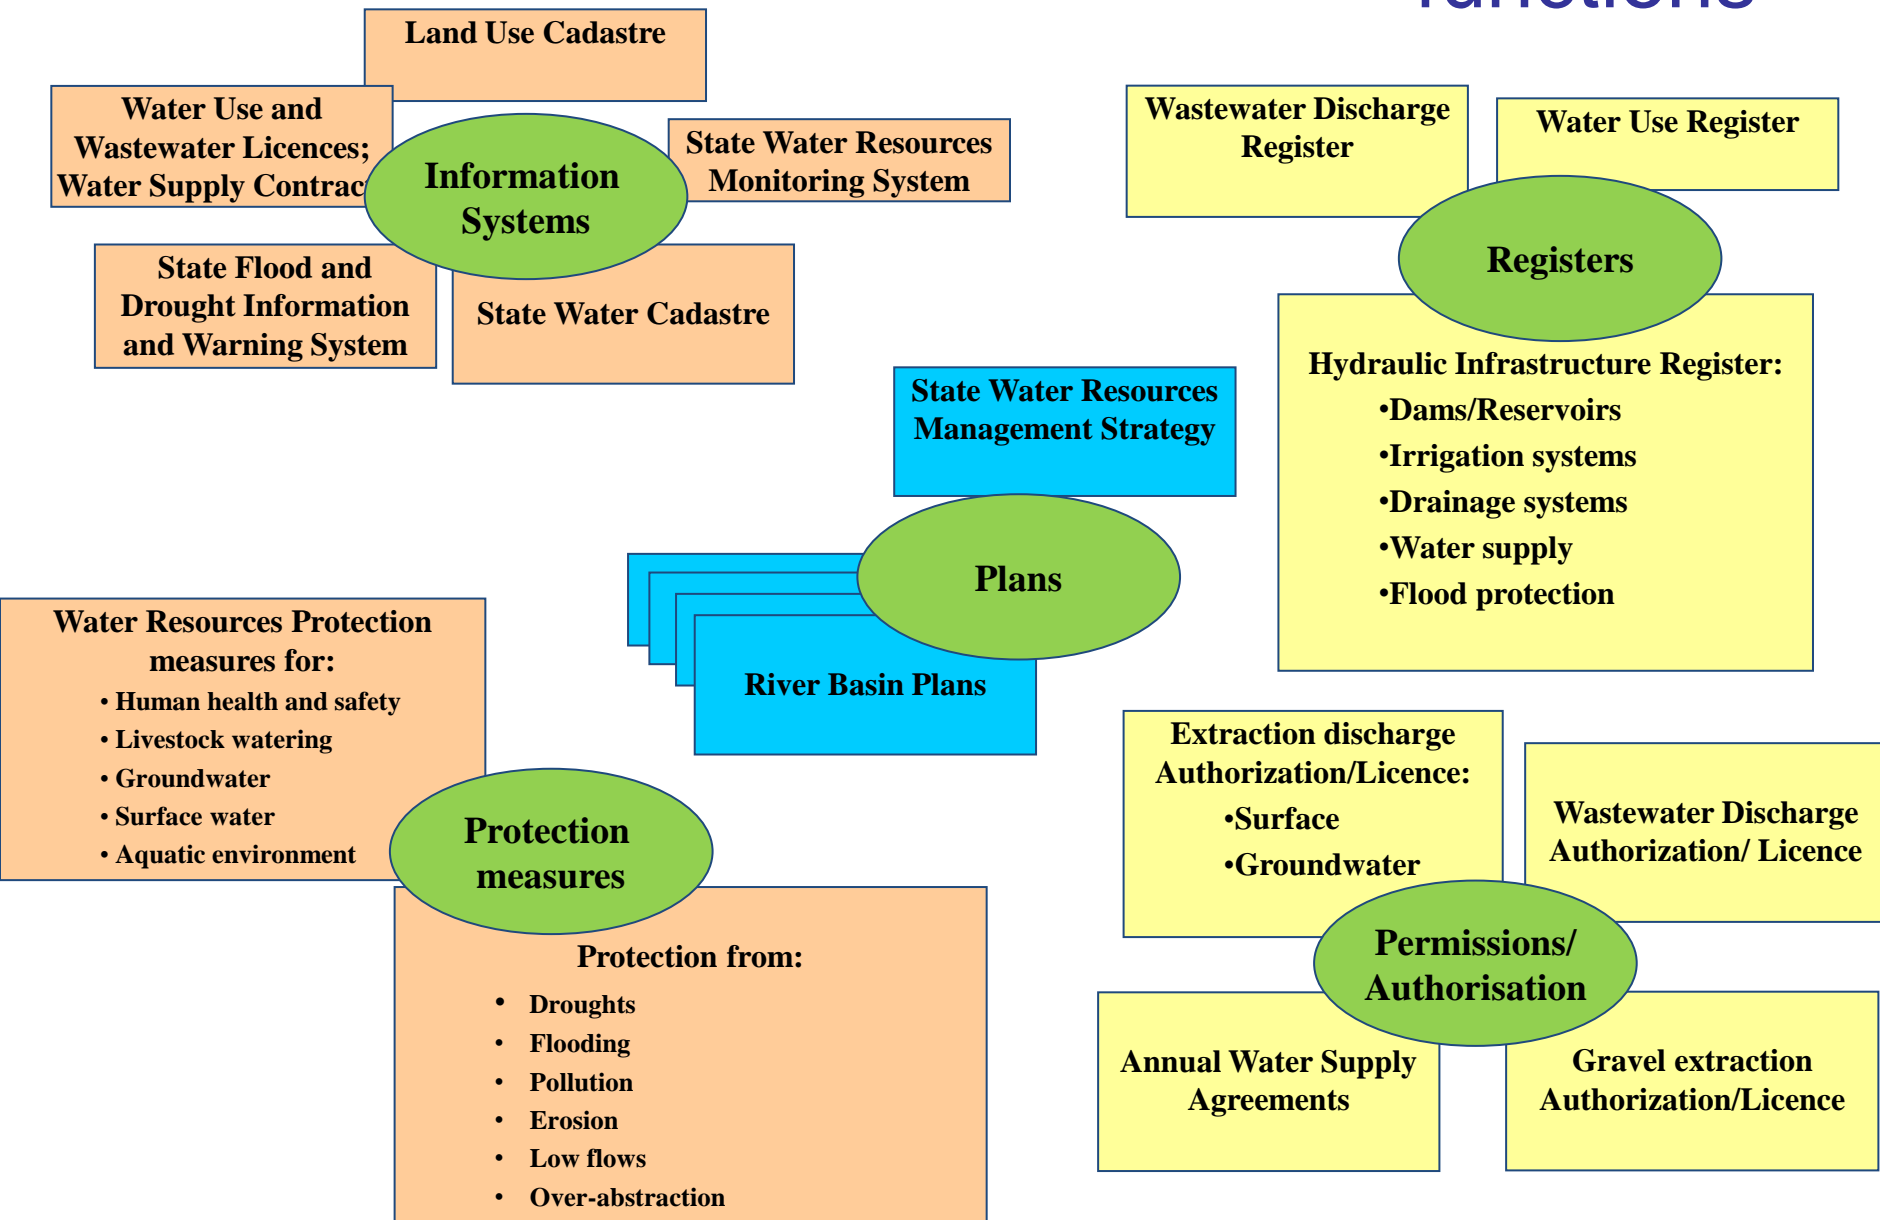 functions
Land Use Cadastre
Water Use and
Wastewater Licences;
Water Supply Contrac
Information
Systems
State Water Resources
Monitoring System
State Flood and
Drought Information
and Warning System
State Water Cadastre
Wastewater Discharge
Register
Water Use Register
Registers
Hydraulic Infrastructure Register:
•Dams/Reservoirs
•Irrigation systems
•Drainage systems
•Water supply
•Flood protection
State Water Resources
Management Strategy
Plans
River Basin Plans
Water Resources Protection
measures for:
• Human health and safety
• Livestock watering
• Groundwater
• Surface water
• Aquatic environment
Protection
measures
Protection from:
• Droughts
• Flooding
• Pollution
• Erosion
• Low flows
• Over-abstraction
Extraction discharge
Authorization/Licence:
•Surface
•Groundwater
Wastewater Discharge
Authorization/ Licence
Permissions/
Authorisation
Annual Water Supply
Agreements
Gravel extraction
Authorization/Licence